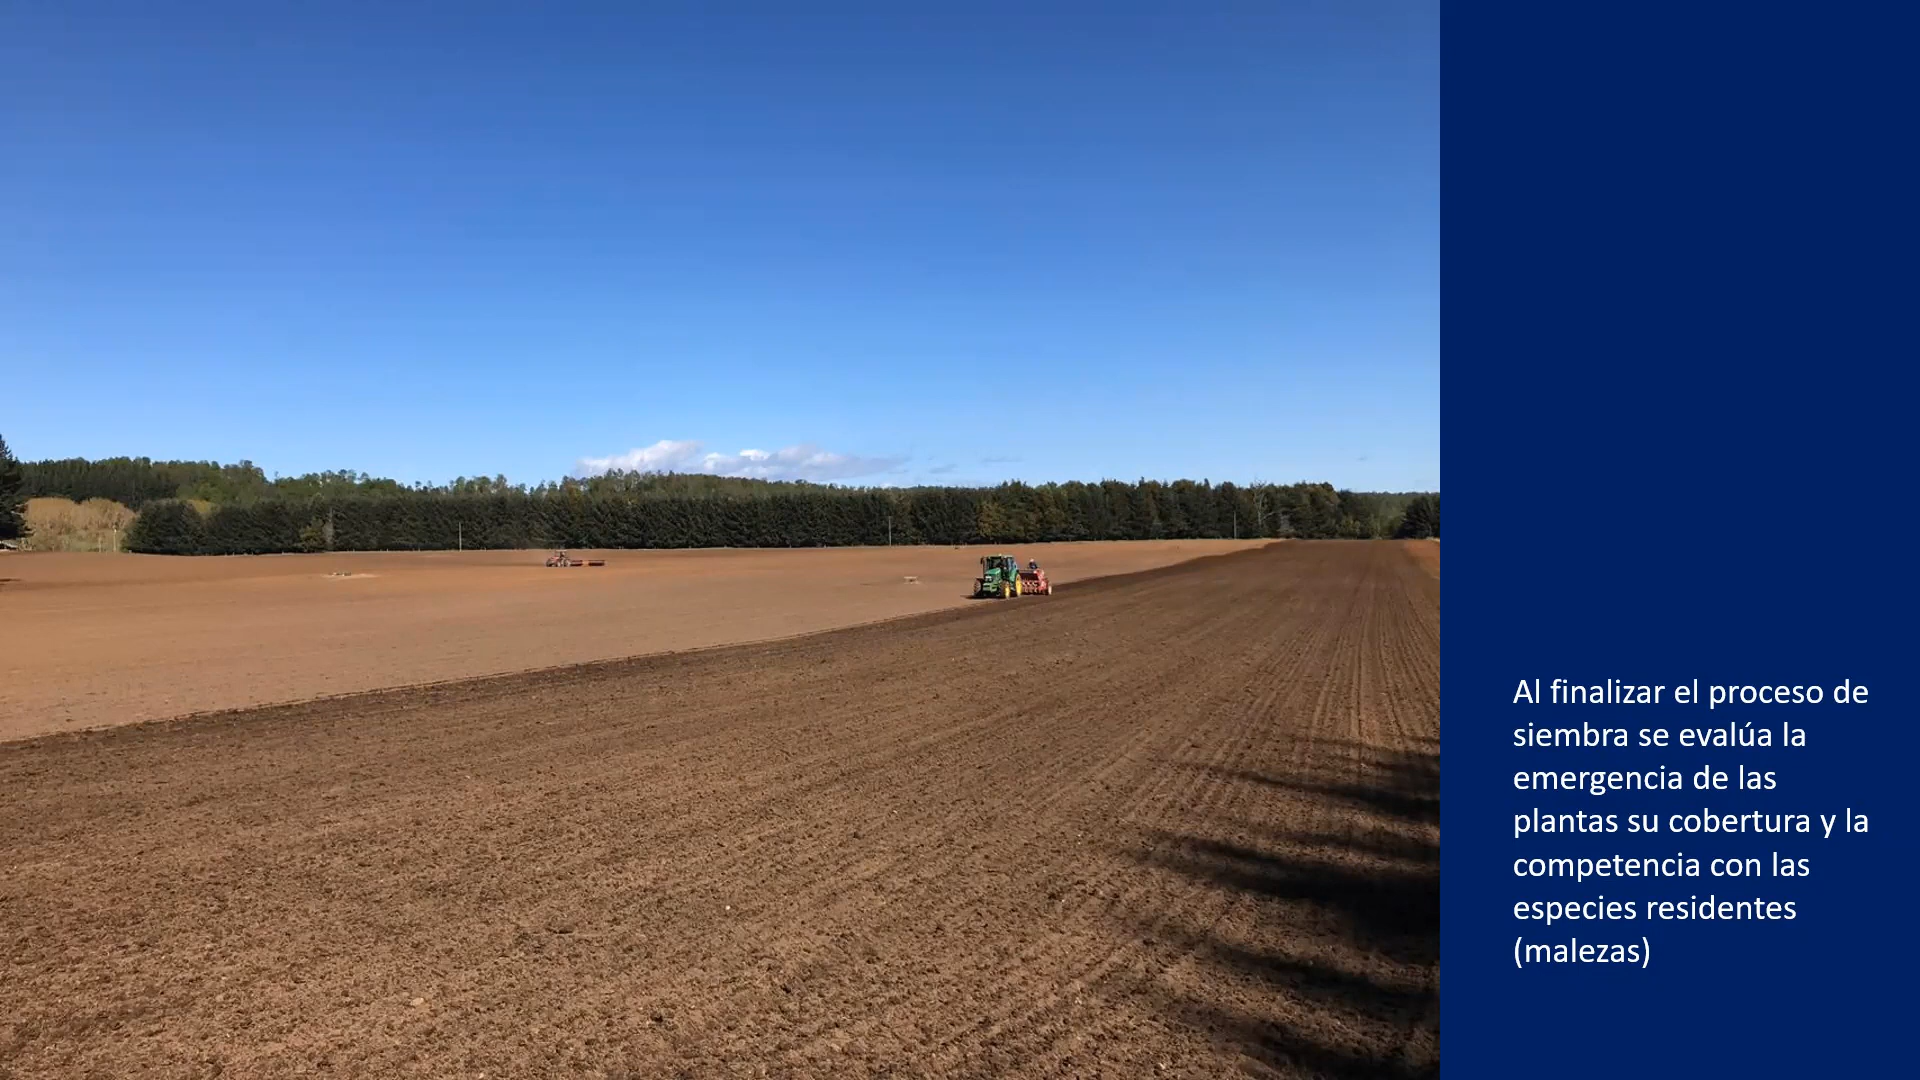 Al finalizar el proceso de
siembra se evalúa la
emergencia de las
plantas su cobertura y la
competencia con las
especies residentes
(malezas)